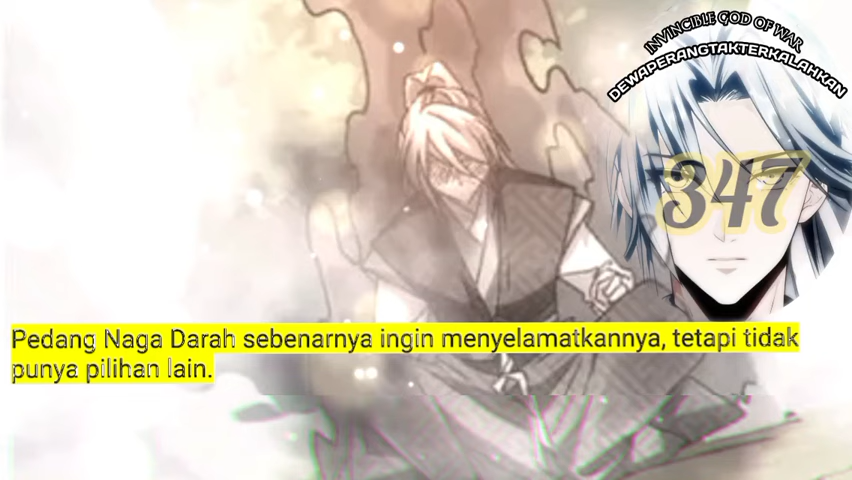 INVINCIBLE GOD OF WAR
DEWAPERANGTAKTERKALAHKAN
347
Pedang Naga Darah sebenarnya ingin menyelamatkannya, tetapi tidak
punya pilihan lain.